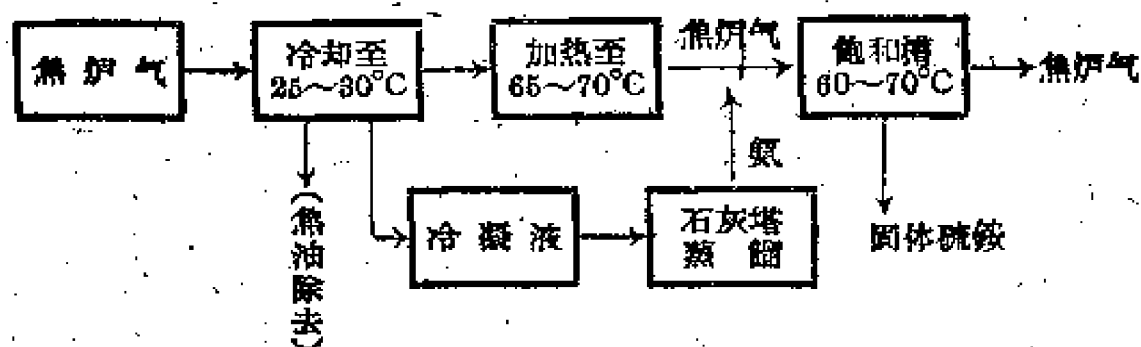 焦炉气
冷却至
25~30°C
加热至
65~70°C
焦炉气
饱和槽
60~70°C
焦炉气
氨
(焦油除去)
冷凝液
石灰塔
蒸馏
固体硫铵